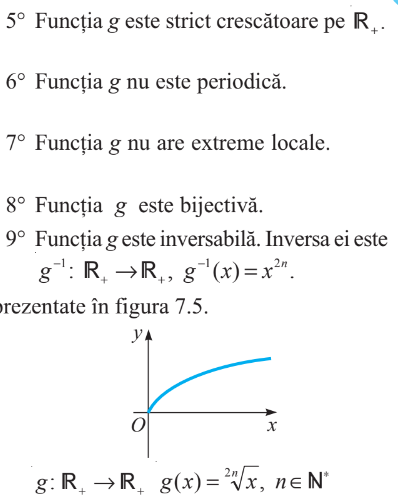 5° Funcția g este strict crescătoare pe ℝ₊.
6° Funcția g nu este periodică.
7° Funcția g nu are extreme locale.
8° Funcția g este bijectivă.
9° Funcția g este inversabilă. Inversa ei este
g⁻¹: ℝ₊ → ℝ₊, g⁻¹(x) = x²ⁿ.
prezentate în figura 7.5.
y
O x
g: ℝ₊ → ℝ₊ g(x) = ²ⁿ√x, n ∈ ℕ*